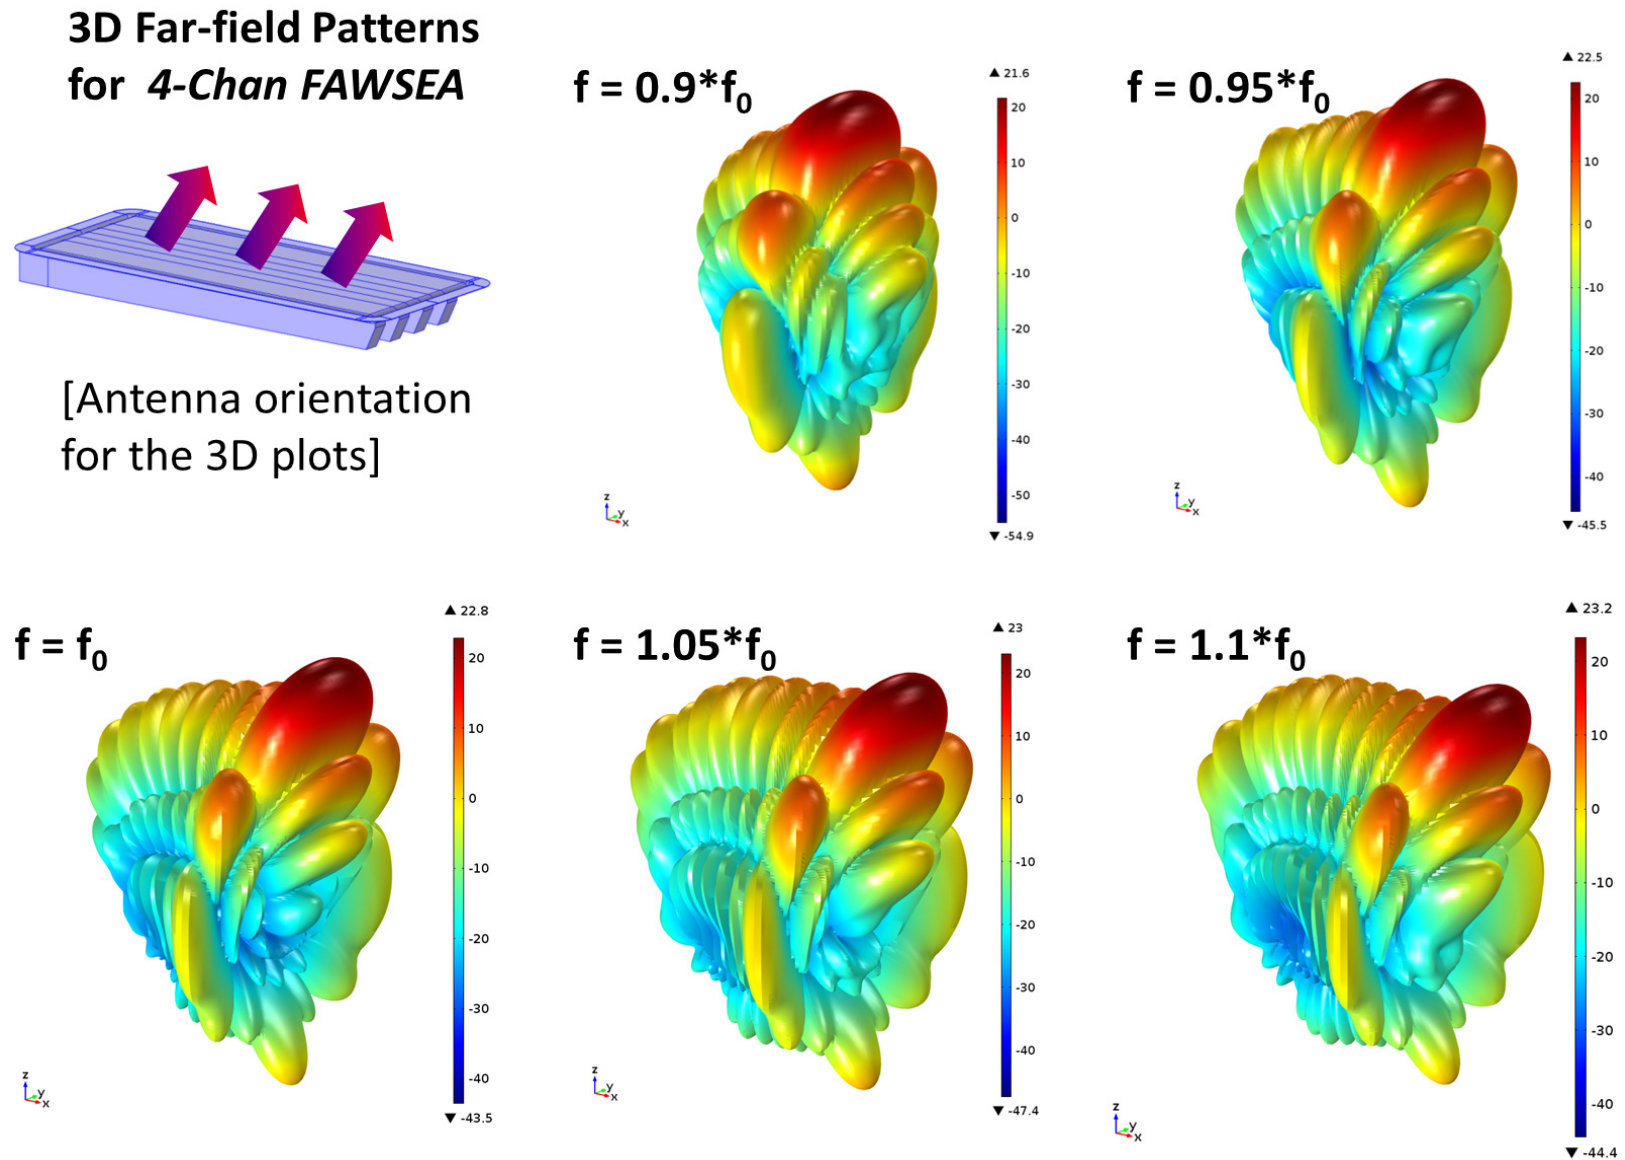 3D Far-field Patterns
for 4-Chan FAWSEA
[Antenna orientation
for the 3D plots]
f = 0.9*f₀
▲ 21.6
20
10
0
-10
-20
-30
-40
-50
▼ -54.9
z
y
x
f = 0.95*f₀
▲ 22.5
20
10
0
-10
-20
-30
-40
▼ -45.5
z
y
x
f = f₀
▲ 22.8
20
10
0
-10
-20
-30
-40
▼ -43.5
z
y
x
f = 1.05*f₀
▲ 23
20
10
0
-10
-20
-30
-40
▼ -47.4
z
y
x
f = 1.1*f₀
▲ 23.2
20
10
0
-10
-20
-30
-40
▼ -44.4
z
y
x